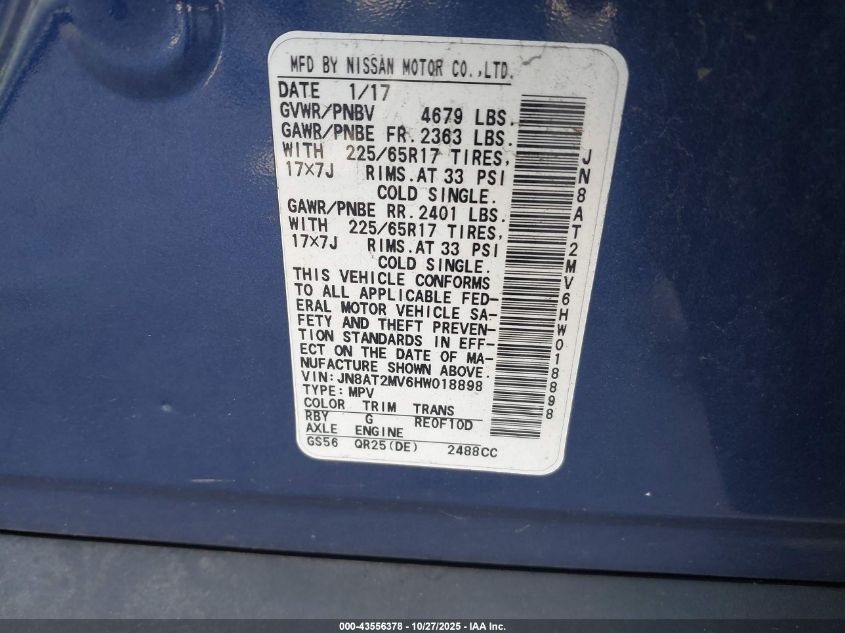 MFD BY NISSAN MOTOR CO.,LTD.
DATE 1/17
GVWR/PNBV 4679 LBS.
GAWR/PNBE FR.2363 LBS.
WITH 225/65R17 TIRES,
17×7J RIMS.AT 33 PSI
COLD SINGLE.
GAWR/PNBE RR.2401 LBS.
WITH 225/65R17 TIRES,
17×7J RIMS.AT 33 PSI
COLD SINGLE.
THIS VEHICLE CONFORMS
TO ALL APPLICABLE FED-
ERAL MOTOR VEHICLE SA-
FETY AND THEFT PREVEN-
TION STANDARDS IN EFF-
ECT ON THE DATE OF MA-
NUFACTURE SHOWN ABOVE.
VIN:JN8AT2MV6HW018898
TYPE:MPV
COLOR TRIM TRANS
RBY G RE0F10D
AXLE ENGINE
GS56 QR25(DE) 2488CC
JN8AT2MV6HW018898
000-43556378 - 10/27/2025 - IAA Inc.